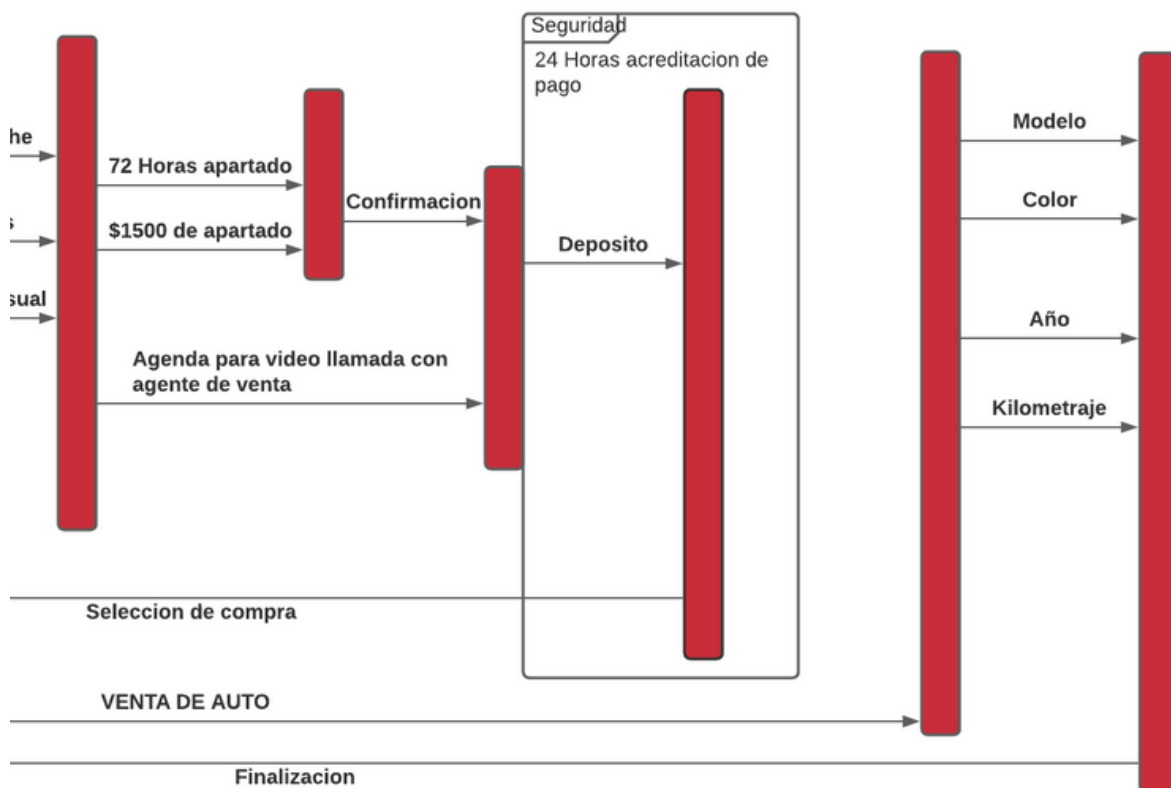 Seguridad
24 Horas acreditacion de
pago
he
72 Horas apartado
Confirmacion
$1500 de apartado
s
Deposito
sual
Agenda para video llamada con
agente de venta
Modelo
Color
Año
Kilometraje
Seleccion de compra
VENTA DE AUTO
Finalizacion